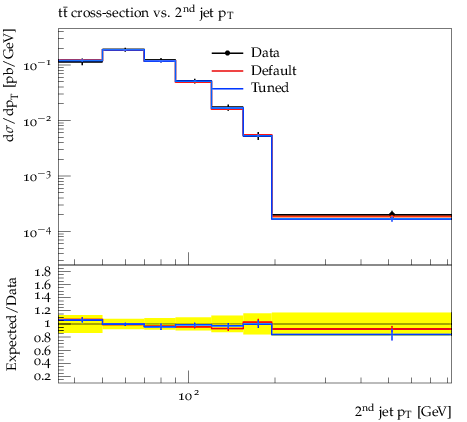 tt̄ cross-section vs. 2nd jet pT
dσ/dpT [pb/GeV]
10⁻¹
10⁻²
10⁻³
10⁻⁴
Data
Default
Tuned
Expected/Data
1.8
1.6
1.4
1.2
1
0.8
0.6
0.4
0.2
10²
2nd jet pT [GeV]